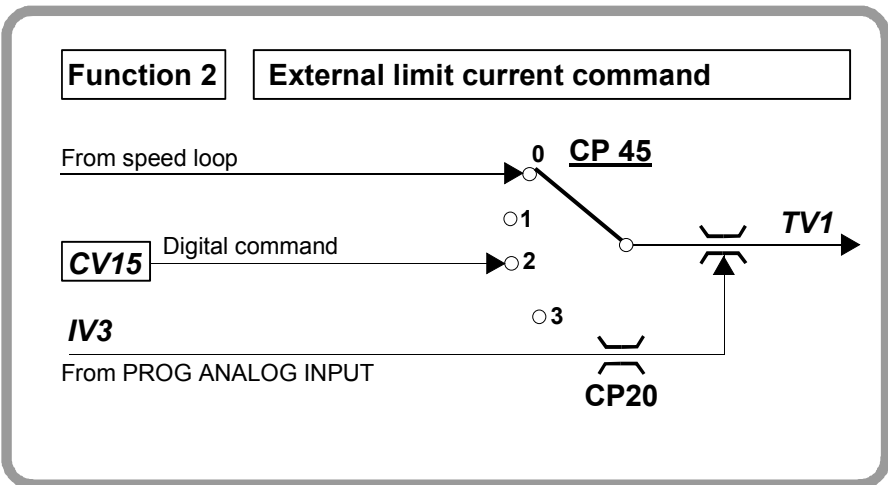 Function 2
External limit current command
From speed loop
0
CP 45
1
TV1
Digital command
CV15
2
3
IV3
From PROG ANALOG INPUT
CP20